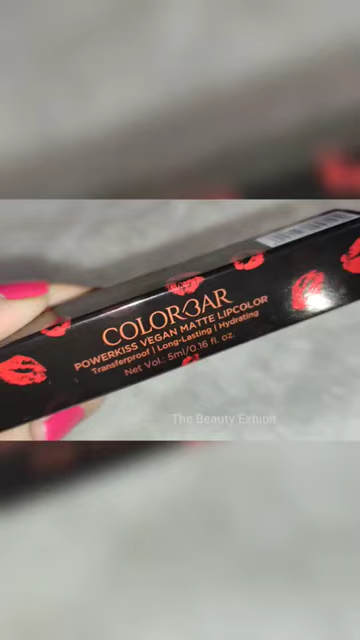 COLORBAR
POWERKISS VEGAN MATTE LIPCOLOR
Transferproof | Long-Lasting | Hydrating
Net Vol.: 5ml/0.16 fl. oz.
The Beauty Exhibit